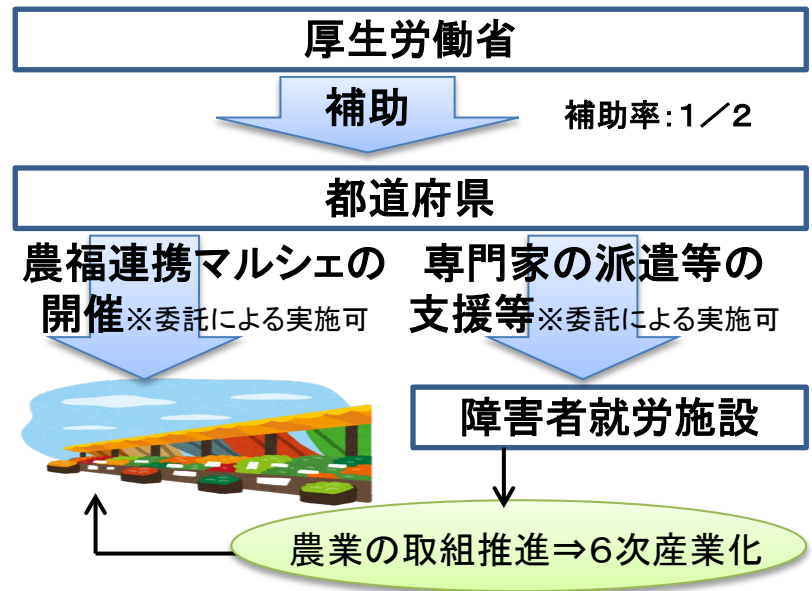 厚生労働省
補助
補助率:1/2
都道府県
農福連携マルシェの
開催※委託による実施可
専門家の派遣等の
支援等※委託による実施可
障害者就労施設
農業の取組推進⇒6次産業化